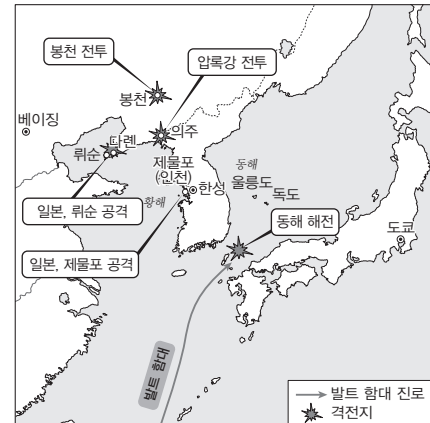 봉천 전투
압록강 전투
봉천
베이징
의주
다롄
뤼순
제물포
(인천)
한성
동해
울릉도
독도
황해
일본, 뤼순 공격
동해 해전
도쿄
일본, 제물포 공격
발트 함대
발트 함대 진로
격전지